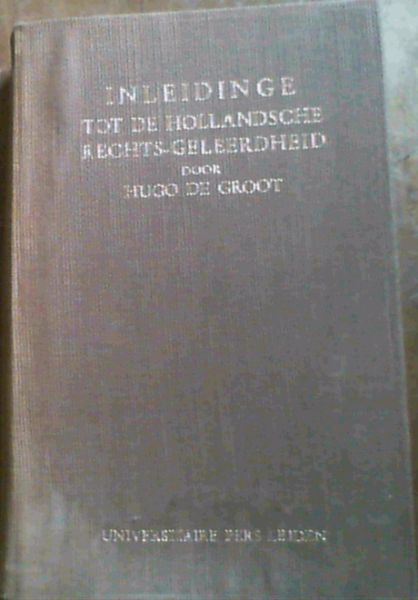 INLEIDINGE
TOT DE HOLLANDSCHE
RECHTS-GELEERDHEID
DOOR
HUGO DE GROOT
UNIVERSITAIRE PERS LEIDEN